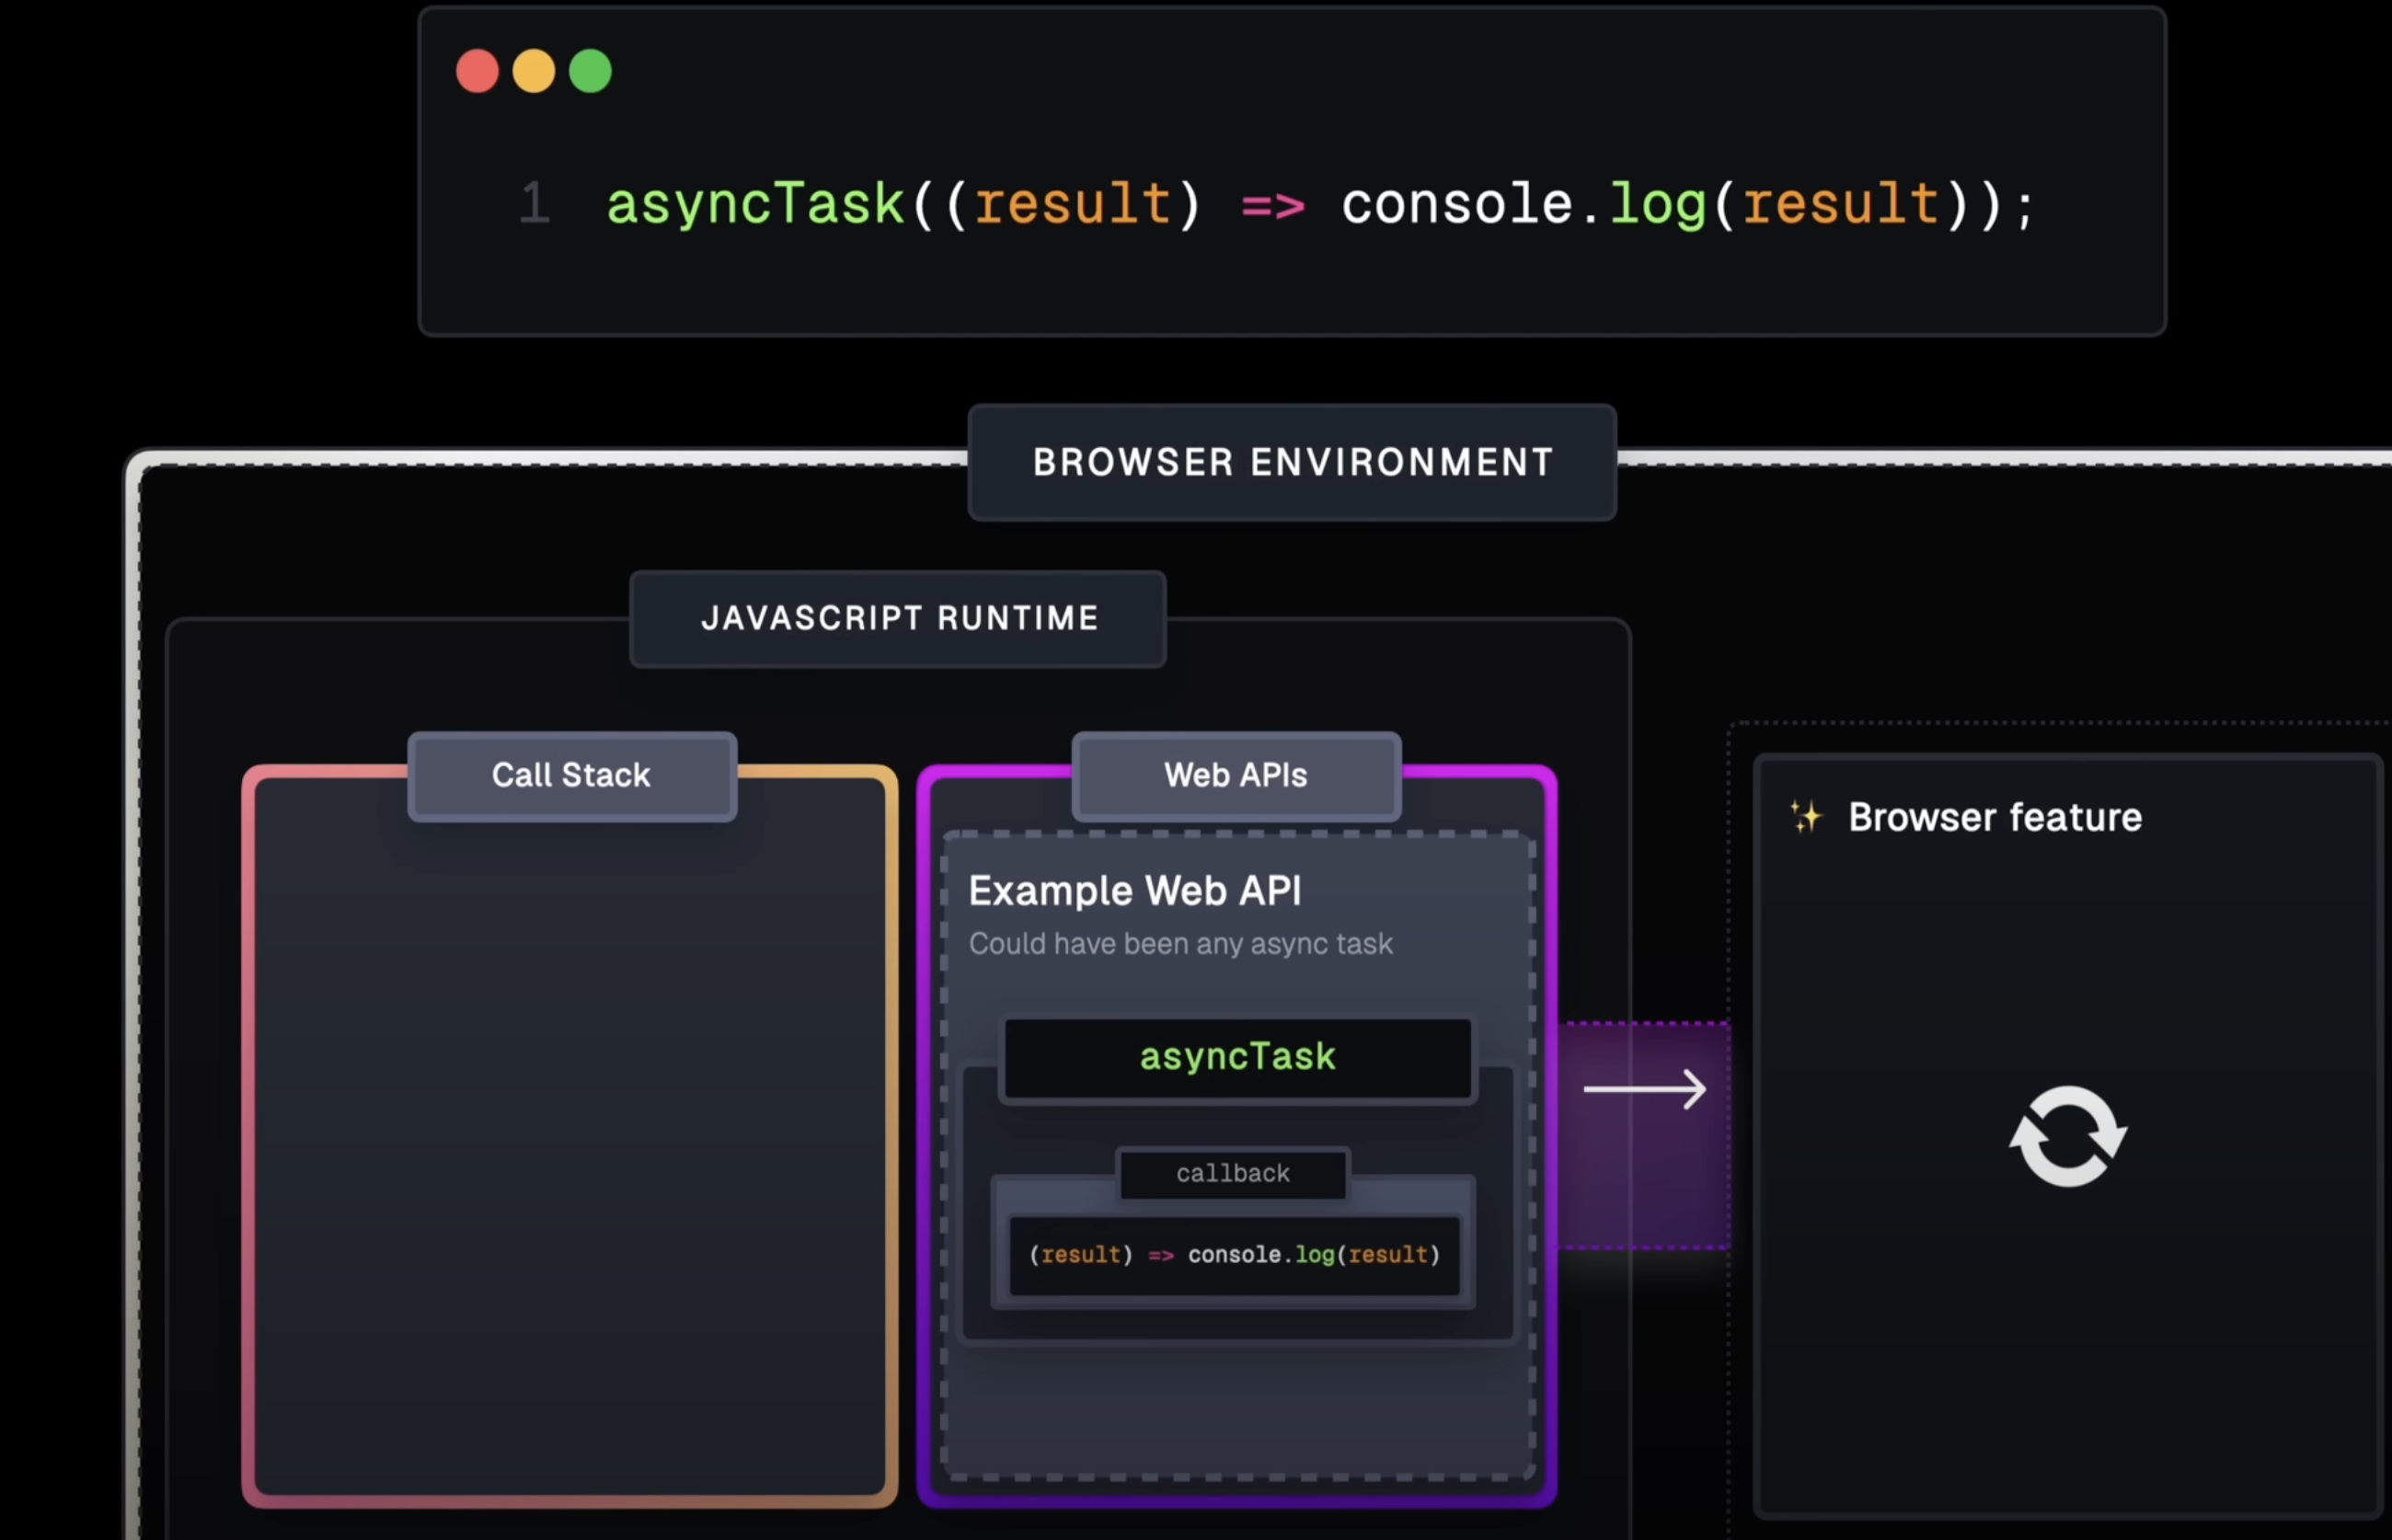 1 asyncTask((result) => console.log(result));
BROWSER ENVIRONMENT
JAVASCRIPT RUNTIME
Call Stack
Web APIs
Example Web API
Could have been any async task
asyncTask
callback
(result) => console.log(result)
✨ Browser feature